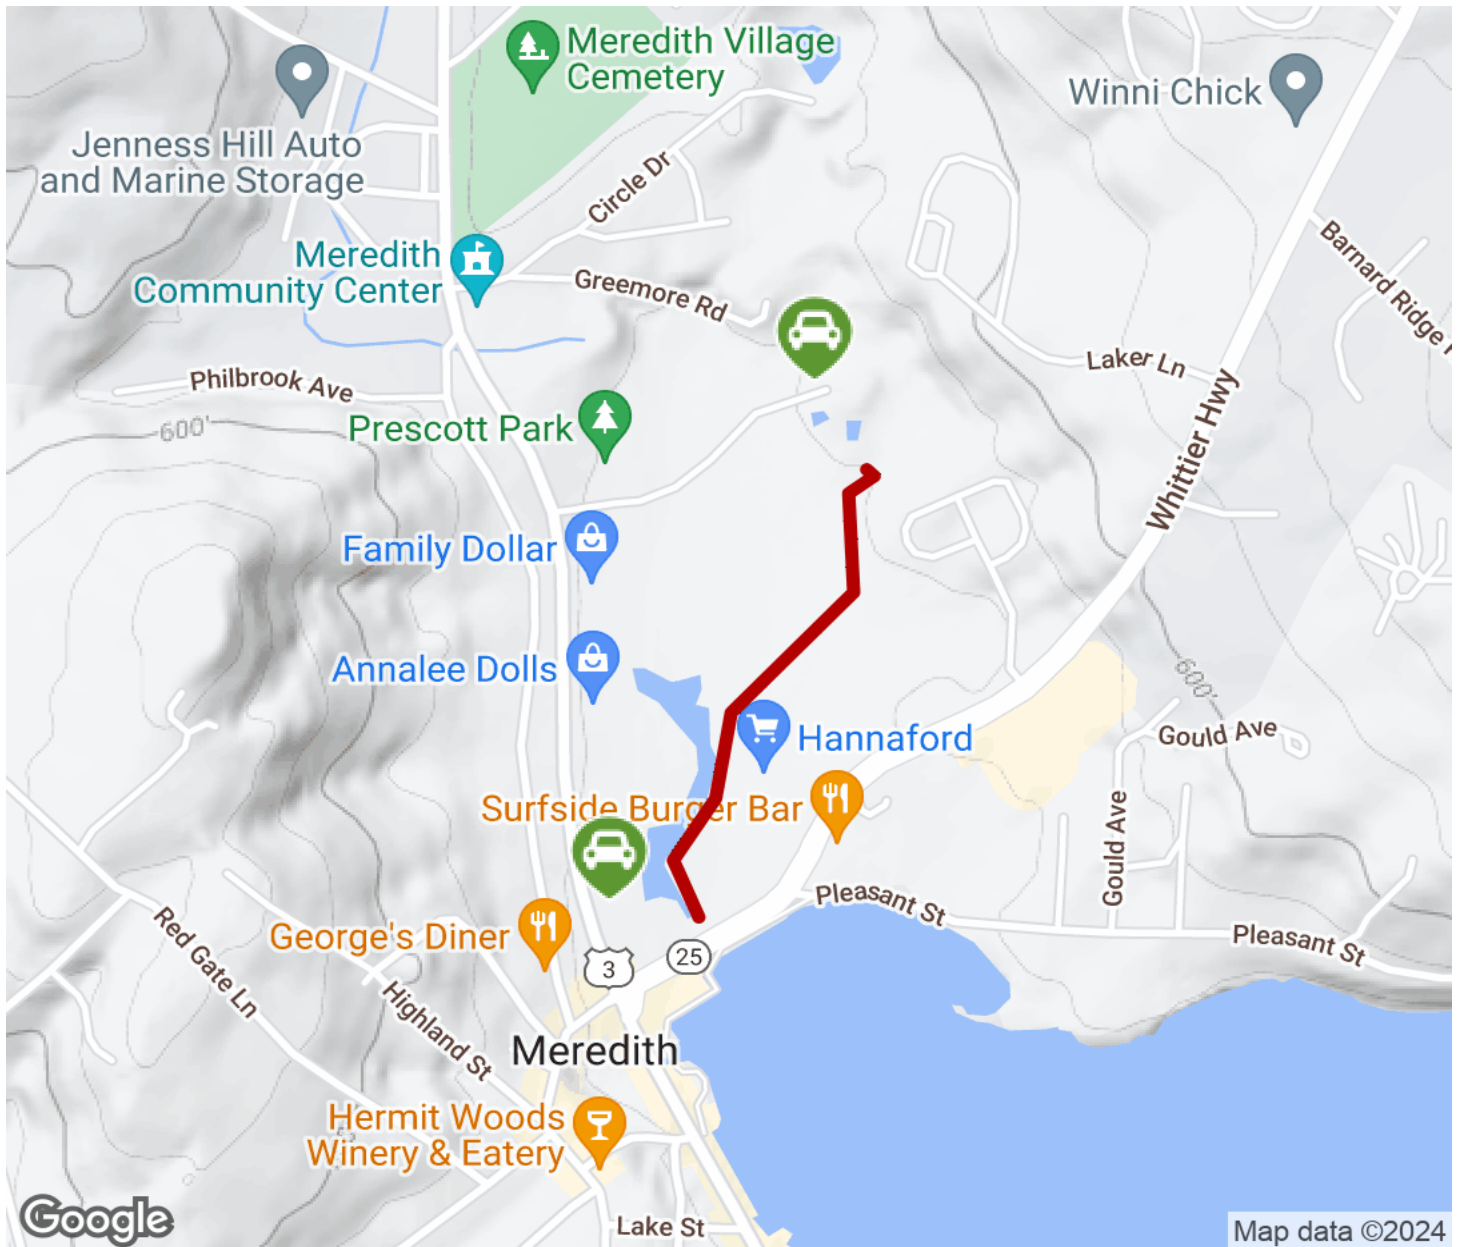 Meredith Village
Cemetery
Winni Chick
Jenness Hill Auto
and Marine Storage
Circle Dr
Barnard Ridge
Meredith
Community Center
Greemore Rd
Laker Ln
Philbrook Ave
Whittier Hwy
600'
Prescott Park
Family Dollar
Annalee Dolls
600'
Gould Ave
Hannaford
Surfside Burger Bar
Gould Ave
Pleasant St
George's Diner
Pleasant St
Red Gate Ln
3
25
Highland St
Meredith
Hermit Woods
Winery & Eatery
Lake St
Google
Map data ©2024